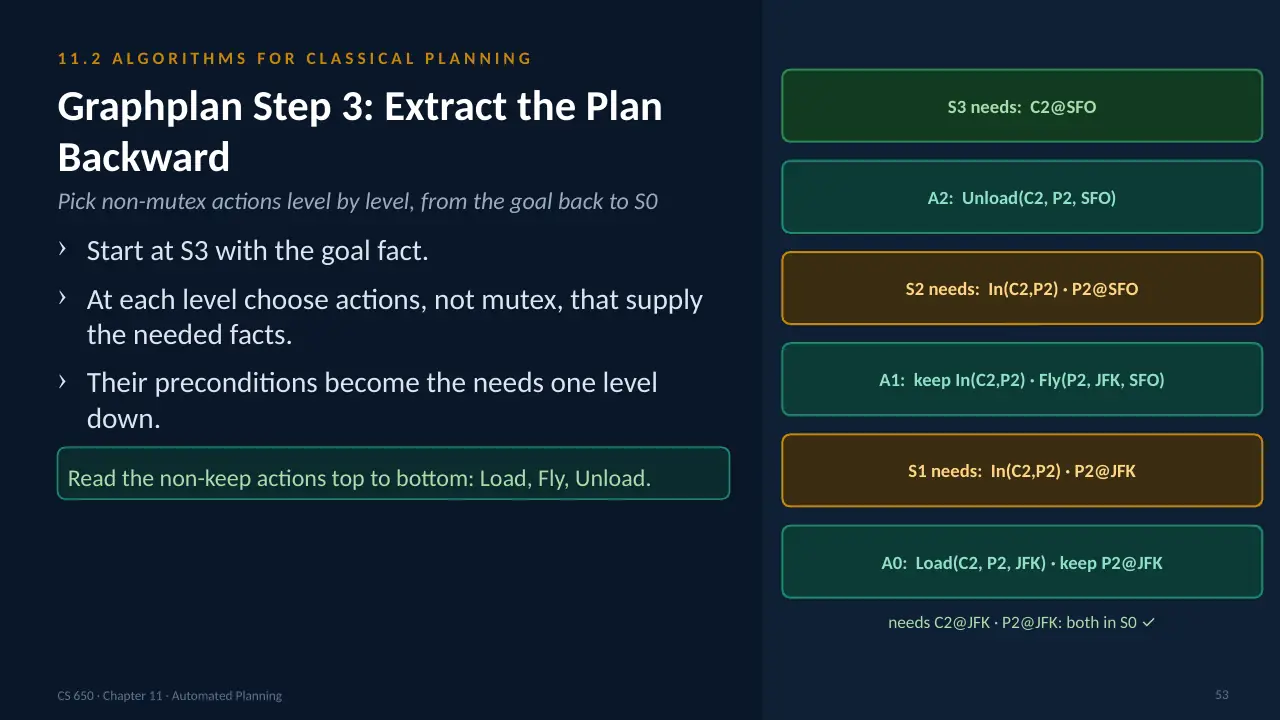 11.2 ALGORITHMS FOR CLASSICAL PLANNING
Graphplan Step 3: Extract the Plan
Backward
Pick non-mutex actions level by level, from the goal back to S0
› Start at S3 with the goal fact.
› At each level choose actions, not mutex, that supply
the needed facts.
› Their preconditions become the needs one level
down.
Read the non-keep actions top to bottom: Load, Fly, Unload.
S3 needs: C2@SFO
A2: Unload(C2, P2, SFO)
S2 needs: In(C2,P2) · P2@SFO
A1: keep In(C2,P2) · Fly(P2, JFK, SFO)
S1 needs: In(C2,P2) · P2@JFK
A0: Load(C2, P2, JFK) · keep P2@JFK
needs C2@JFK · P2@JFK: both in S0 ✓
CS 650 · Chapter 11 · Automated Planning
53